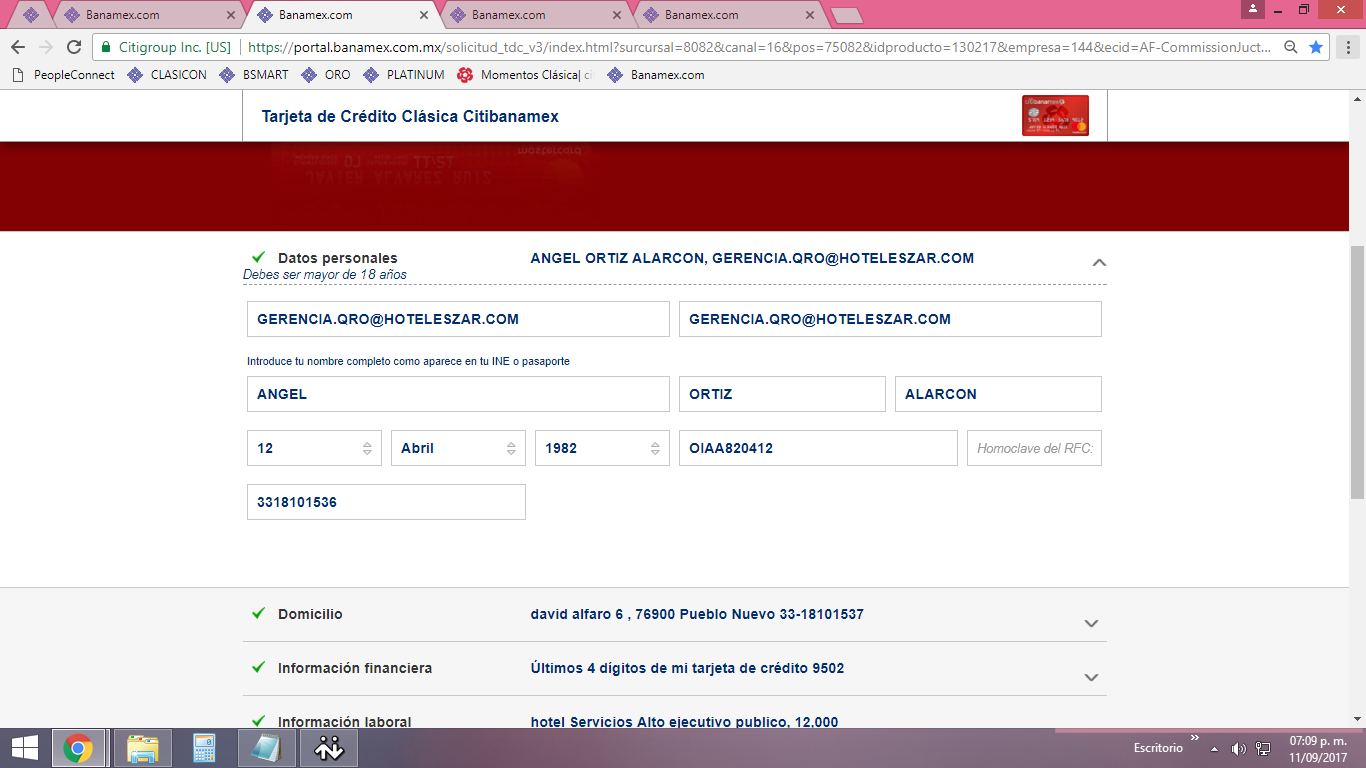 Banamex.com Banamex.com Banamex.com Banamex.com
Citigroup Inc. [US] https://portal.banamex.com.mx/solicitud_tdc_v3/index.html?surcursal=8082&canal=16&pos=75082&idproducto=130217&empresa=144&ecid=AF-CommissionJuct...
PeopleConnect CLASICON BSMART ORO PLATINUM Momentos Clásica| ci Banamex.com
Tarjeta de Crédito Clásica Citibanamex
Datos personales ANGEL ORTIZ ALARCON, GERENCIA.QRO@HOTELESZAR.COM
Debes ser mayor de 18 años
GERENCIA.QRO@HOTELESZAR.COM GERENCIA.QRO@HOTELESZAR.COM
Introduce tu nombre completo como aparece en tu INE o pasaporte
ANGEL ORTIZ ALARCON
12 Abril 1982 OIAA820412 Homoclave del RFC:
3318101536
Domicilio david alfaro 6 , 76900 Pueblo Nuevo 33-18101537
Información financiera Últimos 4 dígitos de mi tarjeta de crédito 9502
Información laboral hotel Servicios Alto ejecutivo publico, 12,000
Escritorio 07:09 p. m.
11/09/2017